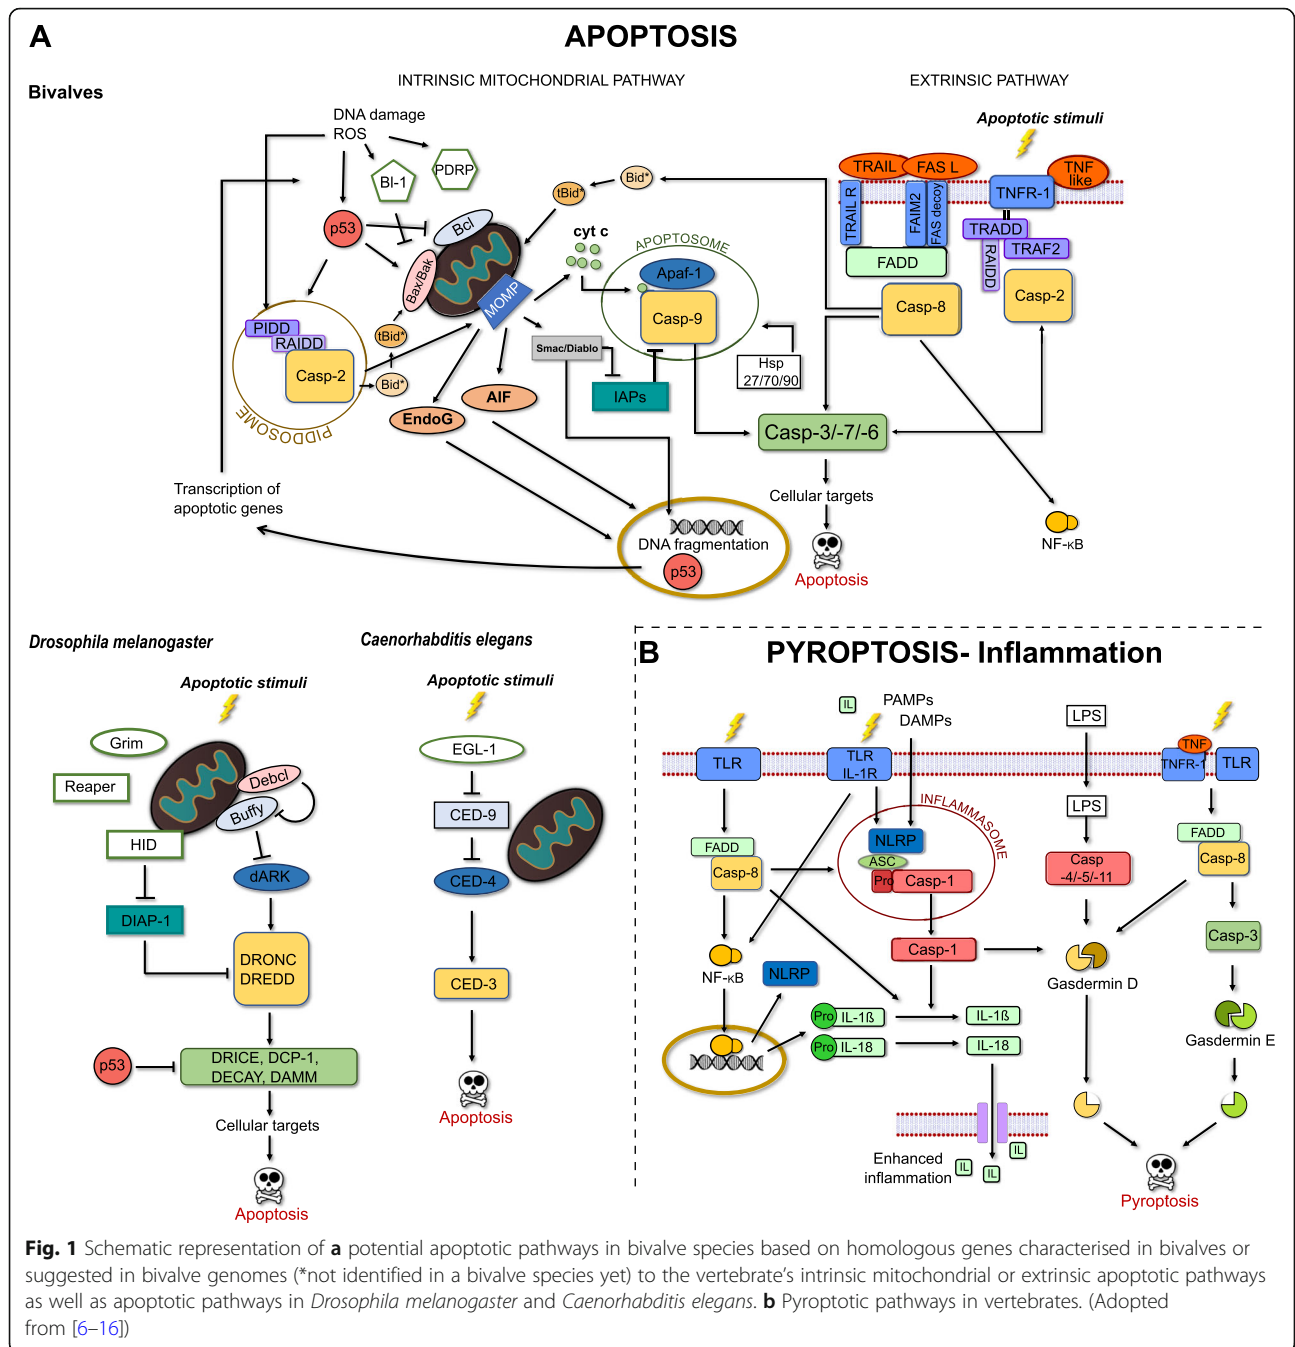 A
APOPTOSIS
INTRINSIC MITOCHONDRIAL PATHWAY
EXTRINSIC PATHWAY
Bivalves
DNA damage
ROS
BI-1
PDRP
p53
Bcl
Bax/Bak
MOMP
tBid*
Bid*
cyt c
APOPTOSOME
Apaf-1
Casp-9
Smac/Diablo
IAPs
Hsp
27/70/90
PIDD
RAIDD
Casp-2
PIDDOSOME
tBid*
Bid*
EndoG
AIF
Apoptotic stimuli
TRAIL
FAS L
TNF
like
TRAIL R
FAIM2
FAS decoy
TNFR-1
FADD
TRADD
TRAF2
RAIDD
Casp-8
Casp-2
Casp-3/-7/-6
Cellular targets
Apoptosis
NF-κB
Transcription of
apoptotic genes
DNA fragmentation
p53
Drosophila melanogaster
Apoptotic stimuli
Grim
Reaper
HID
Debcl
Buffy
dARK
DIAP-1
DRONC
DREDD
p53
DRICE, DCP-1,
DECAY, DAMM
Cellular targets
Apoptosis
Caenorhabditis elegans
Apoptotic stimuli
EGL-1
CED-9
CED-4
CED-3
Apoptosis
B
PYROPTOSIS- Inflammation
IL
PAMPs
DAMPs
LPS
TLR
TLR
IL-1R
TNF
TNFR-1
TLR
LPS
INFLAMMASOME
FADD
Casp-8
NLRP
ASC
Pro
Casp-1
Casp
-4/-5/-11
FADD
Casp-8
Casp-1
Casp-3
NF-κB
NLRP
Gasdermin D
Pro
IL-1ß
IL-1ß
Pro
IL-18
IL-18
Gasdermin E
Enhanced
inflammation
IL
IL
IL
Pyroptosis
Fig. 1 Schematic representation of a potential apoptotic pathways in bivalve species based on homologous genes characterised in bivalves or
suggested in bivalve genomes (*not identified in a bivalve species yet) to the vertebrate's intrinsic mitochondrial or extrinsic apoptotic pathways
as well as apoptotic pathways in Drosophila melanogaster and Caenorhabditis elegans. b Pyroptotic pathways in vertebrates. (Adopted
from [6–16])